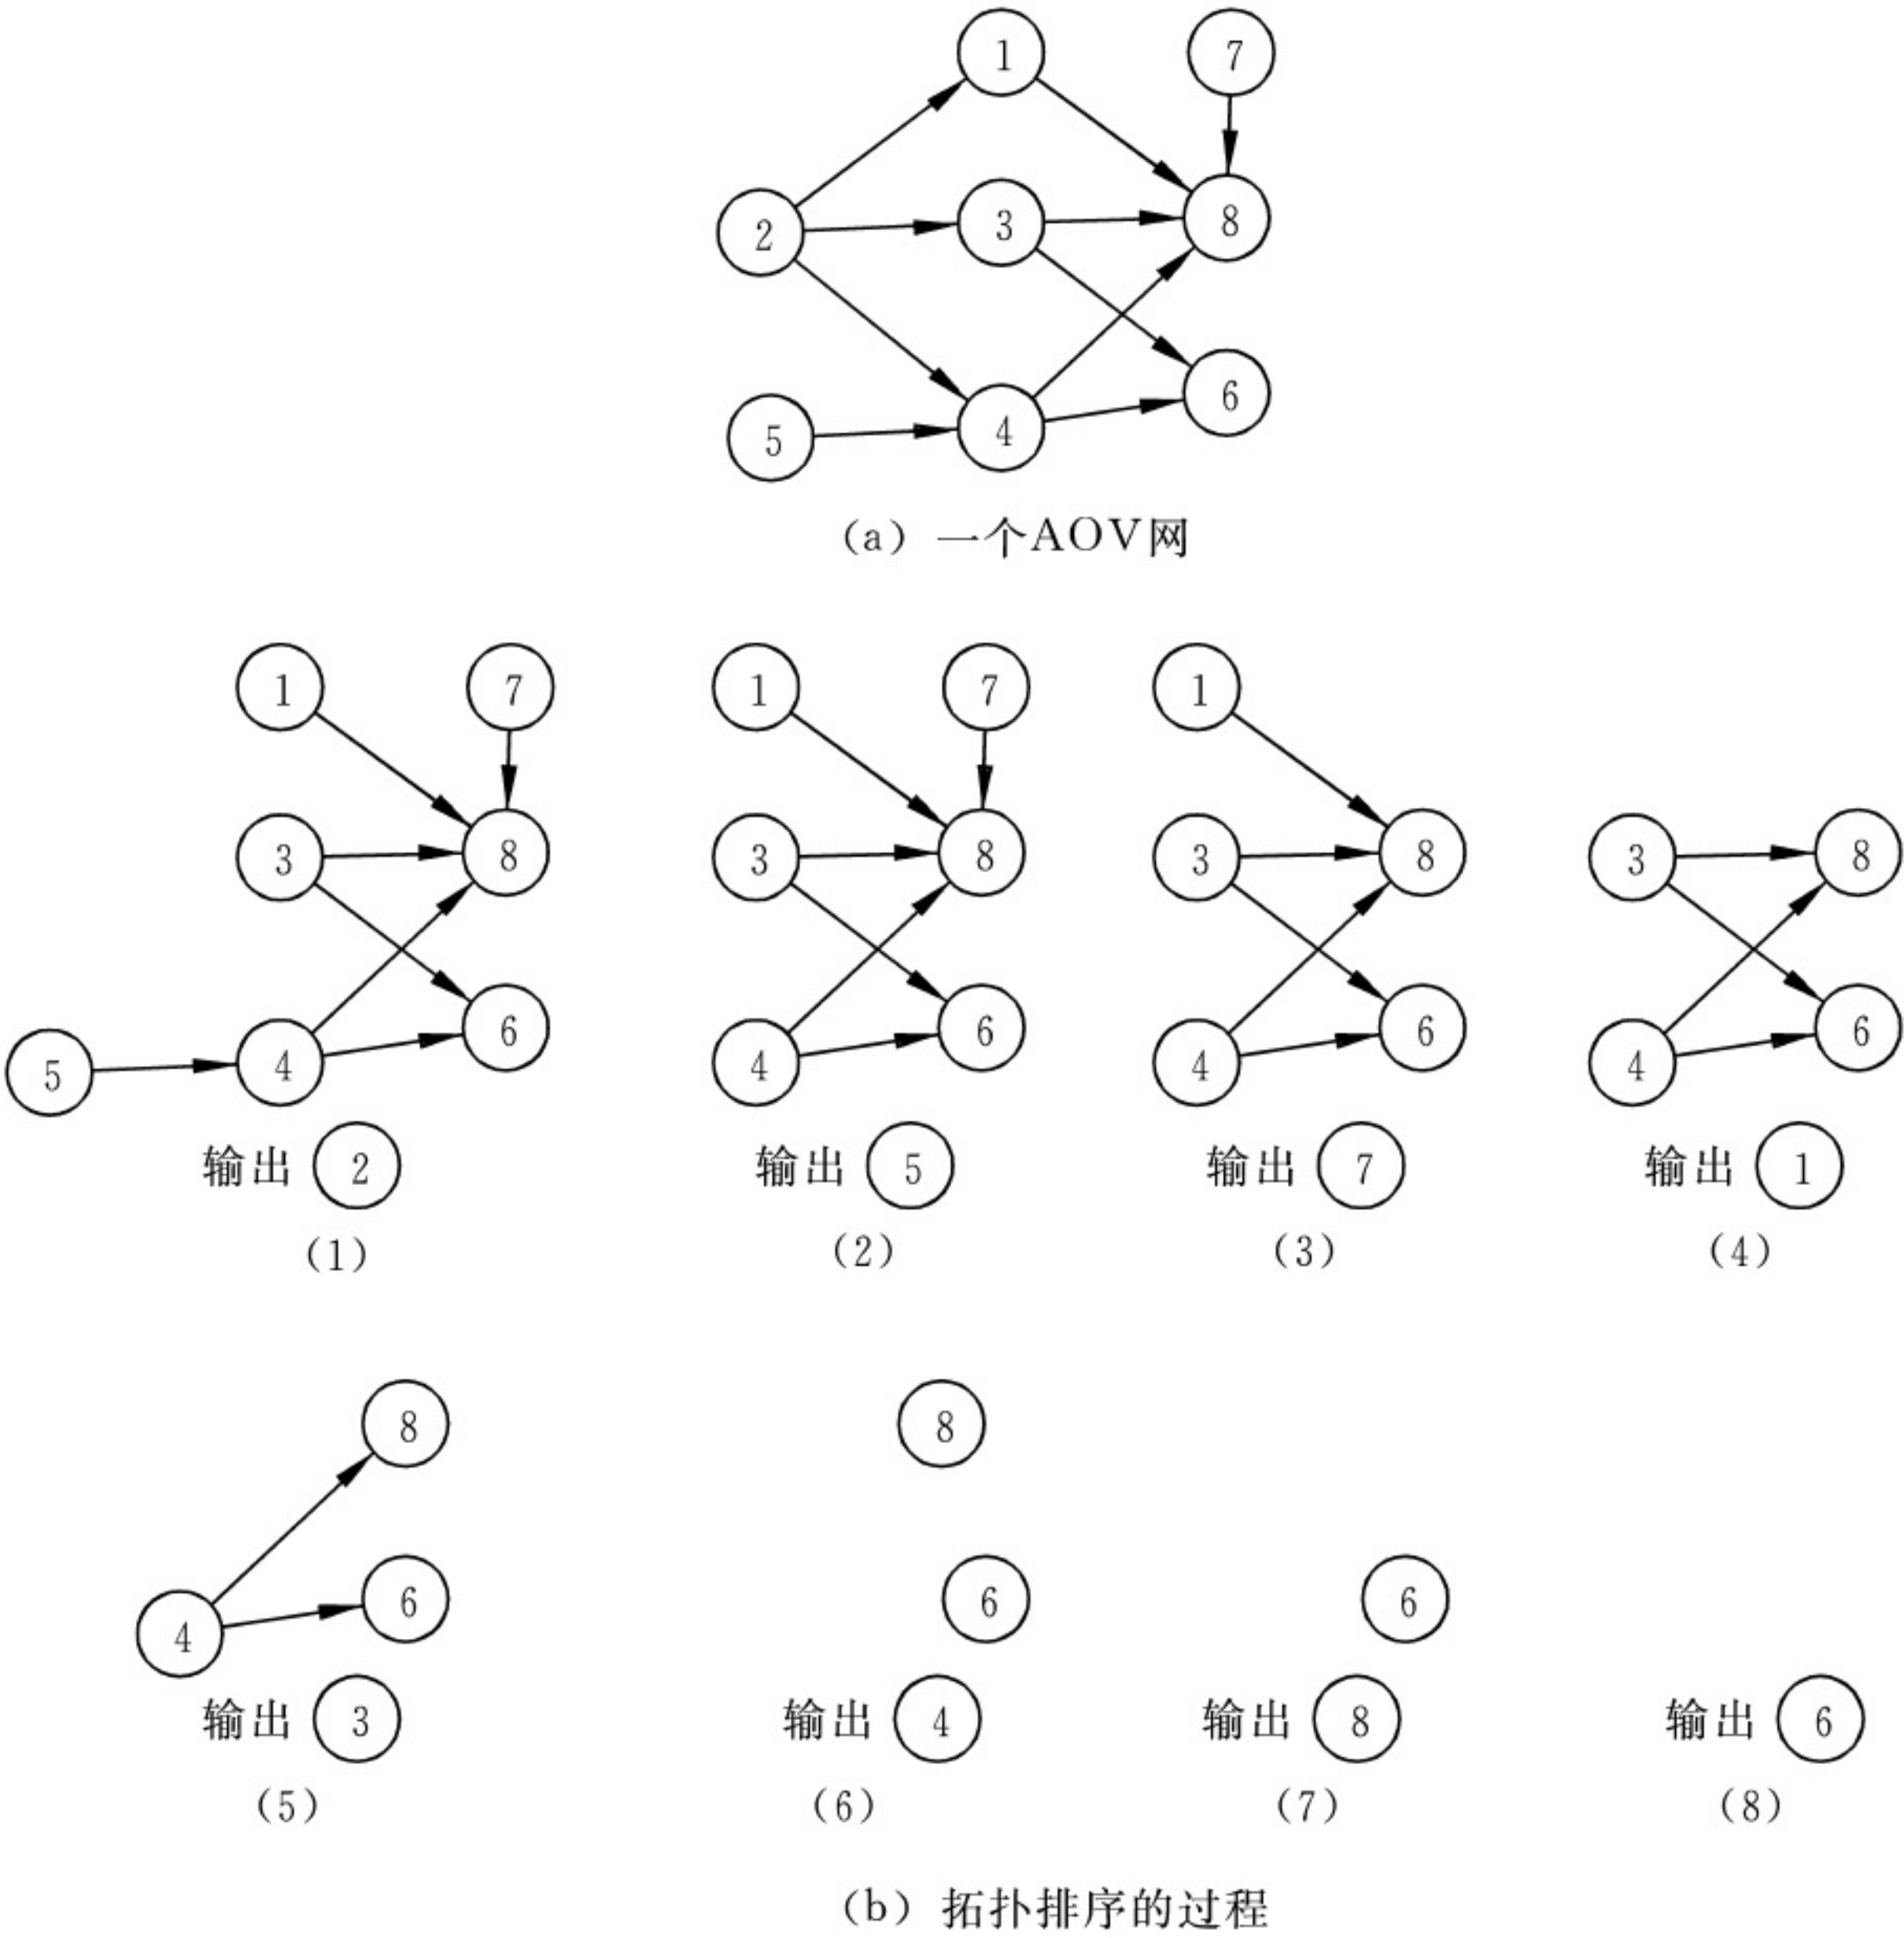 1 7
2 3 8
5 4 6
(a) 一个AOV网
1 7 1 7 1
3 8 3 8 3 8 3 8
5 4 6 4 6 4 6 4 6
输出 2 输出 5 输出 7 输出 1
(1) (2) (3) (4)
8 8
4 6 6 6
输出 3 输出 4 输出 8 输出 6
(5) (6) (7) (8)
(b) 拓扑排序的过程